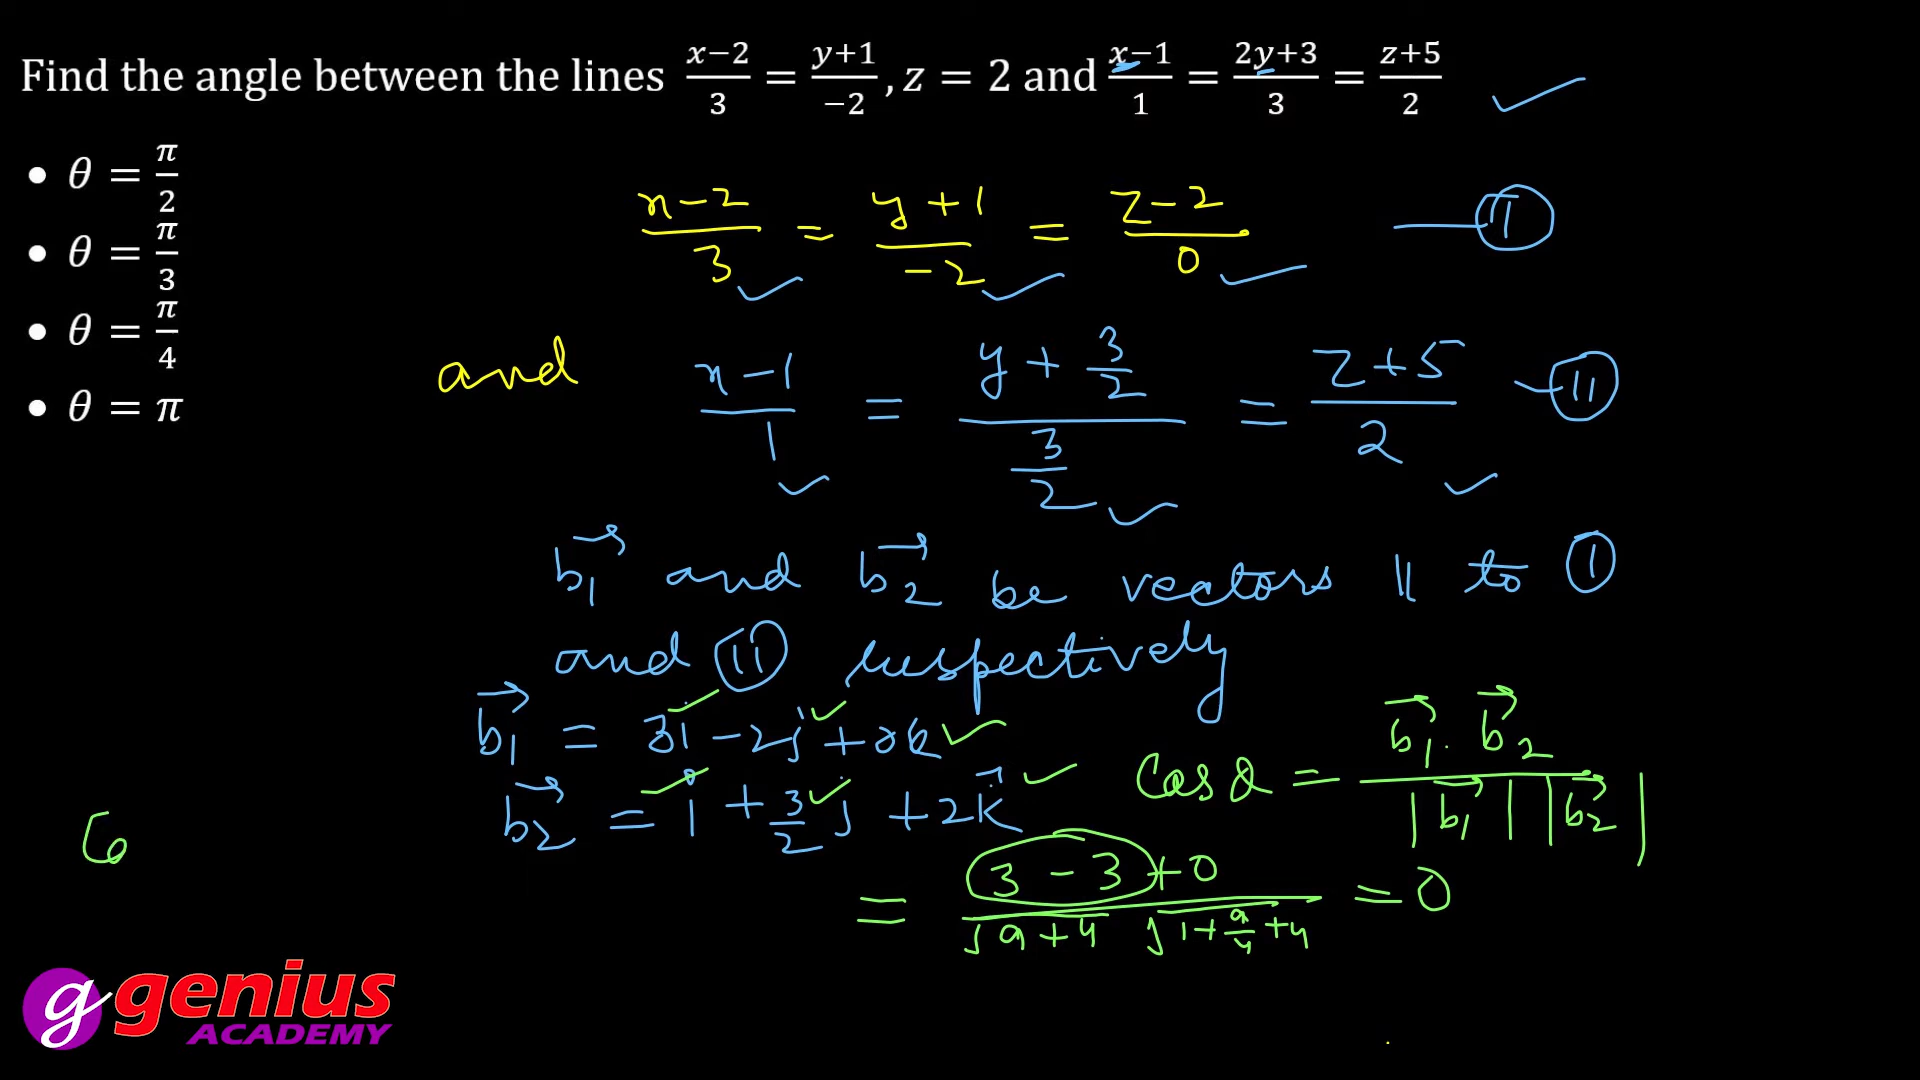 Find the angle between the lines (x−2)/3 = (y+1)/−2 , z = 2 and (x−1)/1 = (2y+3)/3 = (z+5)/2
• θ = π/2
• θ = π/3
• θ = π/4
• θ = π
(x−2)/3 = (y+1)/−2 = (z−2)/0 — I
and (x−1)/1 = (y + 3/2)/(3/2) = (z+5)/2 — II
b₁⃗ and b₂⃗ be vectors || to I
and II respectively
b₁⃗ = 3i − 2j + 0k
b₂⃗ = i + 3/2 j + 2k⃗
Cos θ = b₁⃗ . b₂⃗ / |b₁⃗| |b₂⃗|
= (3 − 3 + 0)/(√9+4 √1+9/4+4) = 0
g genius
ACADEMY